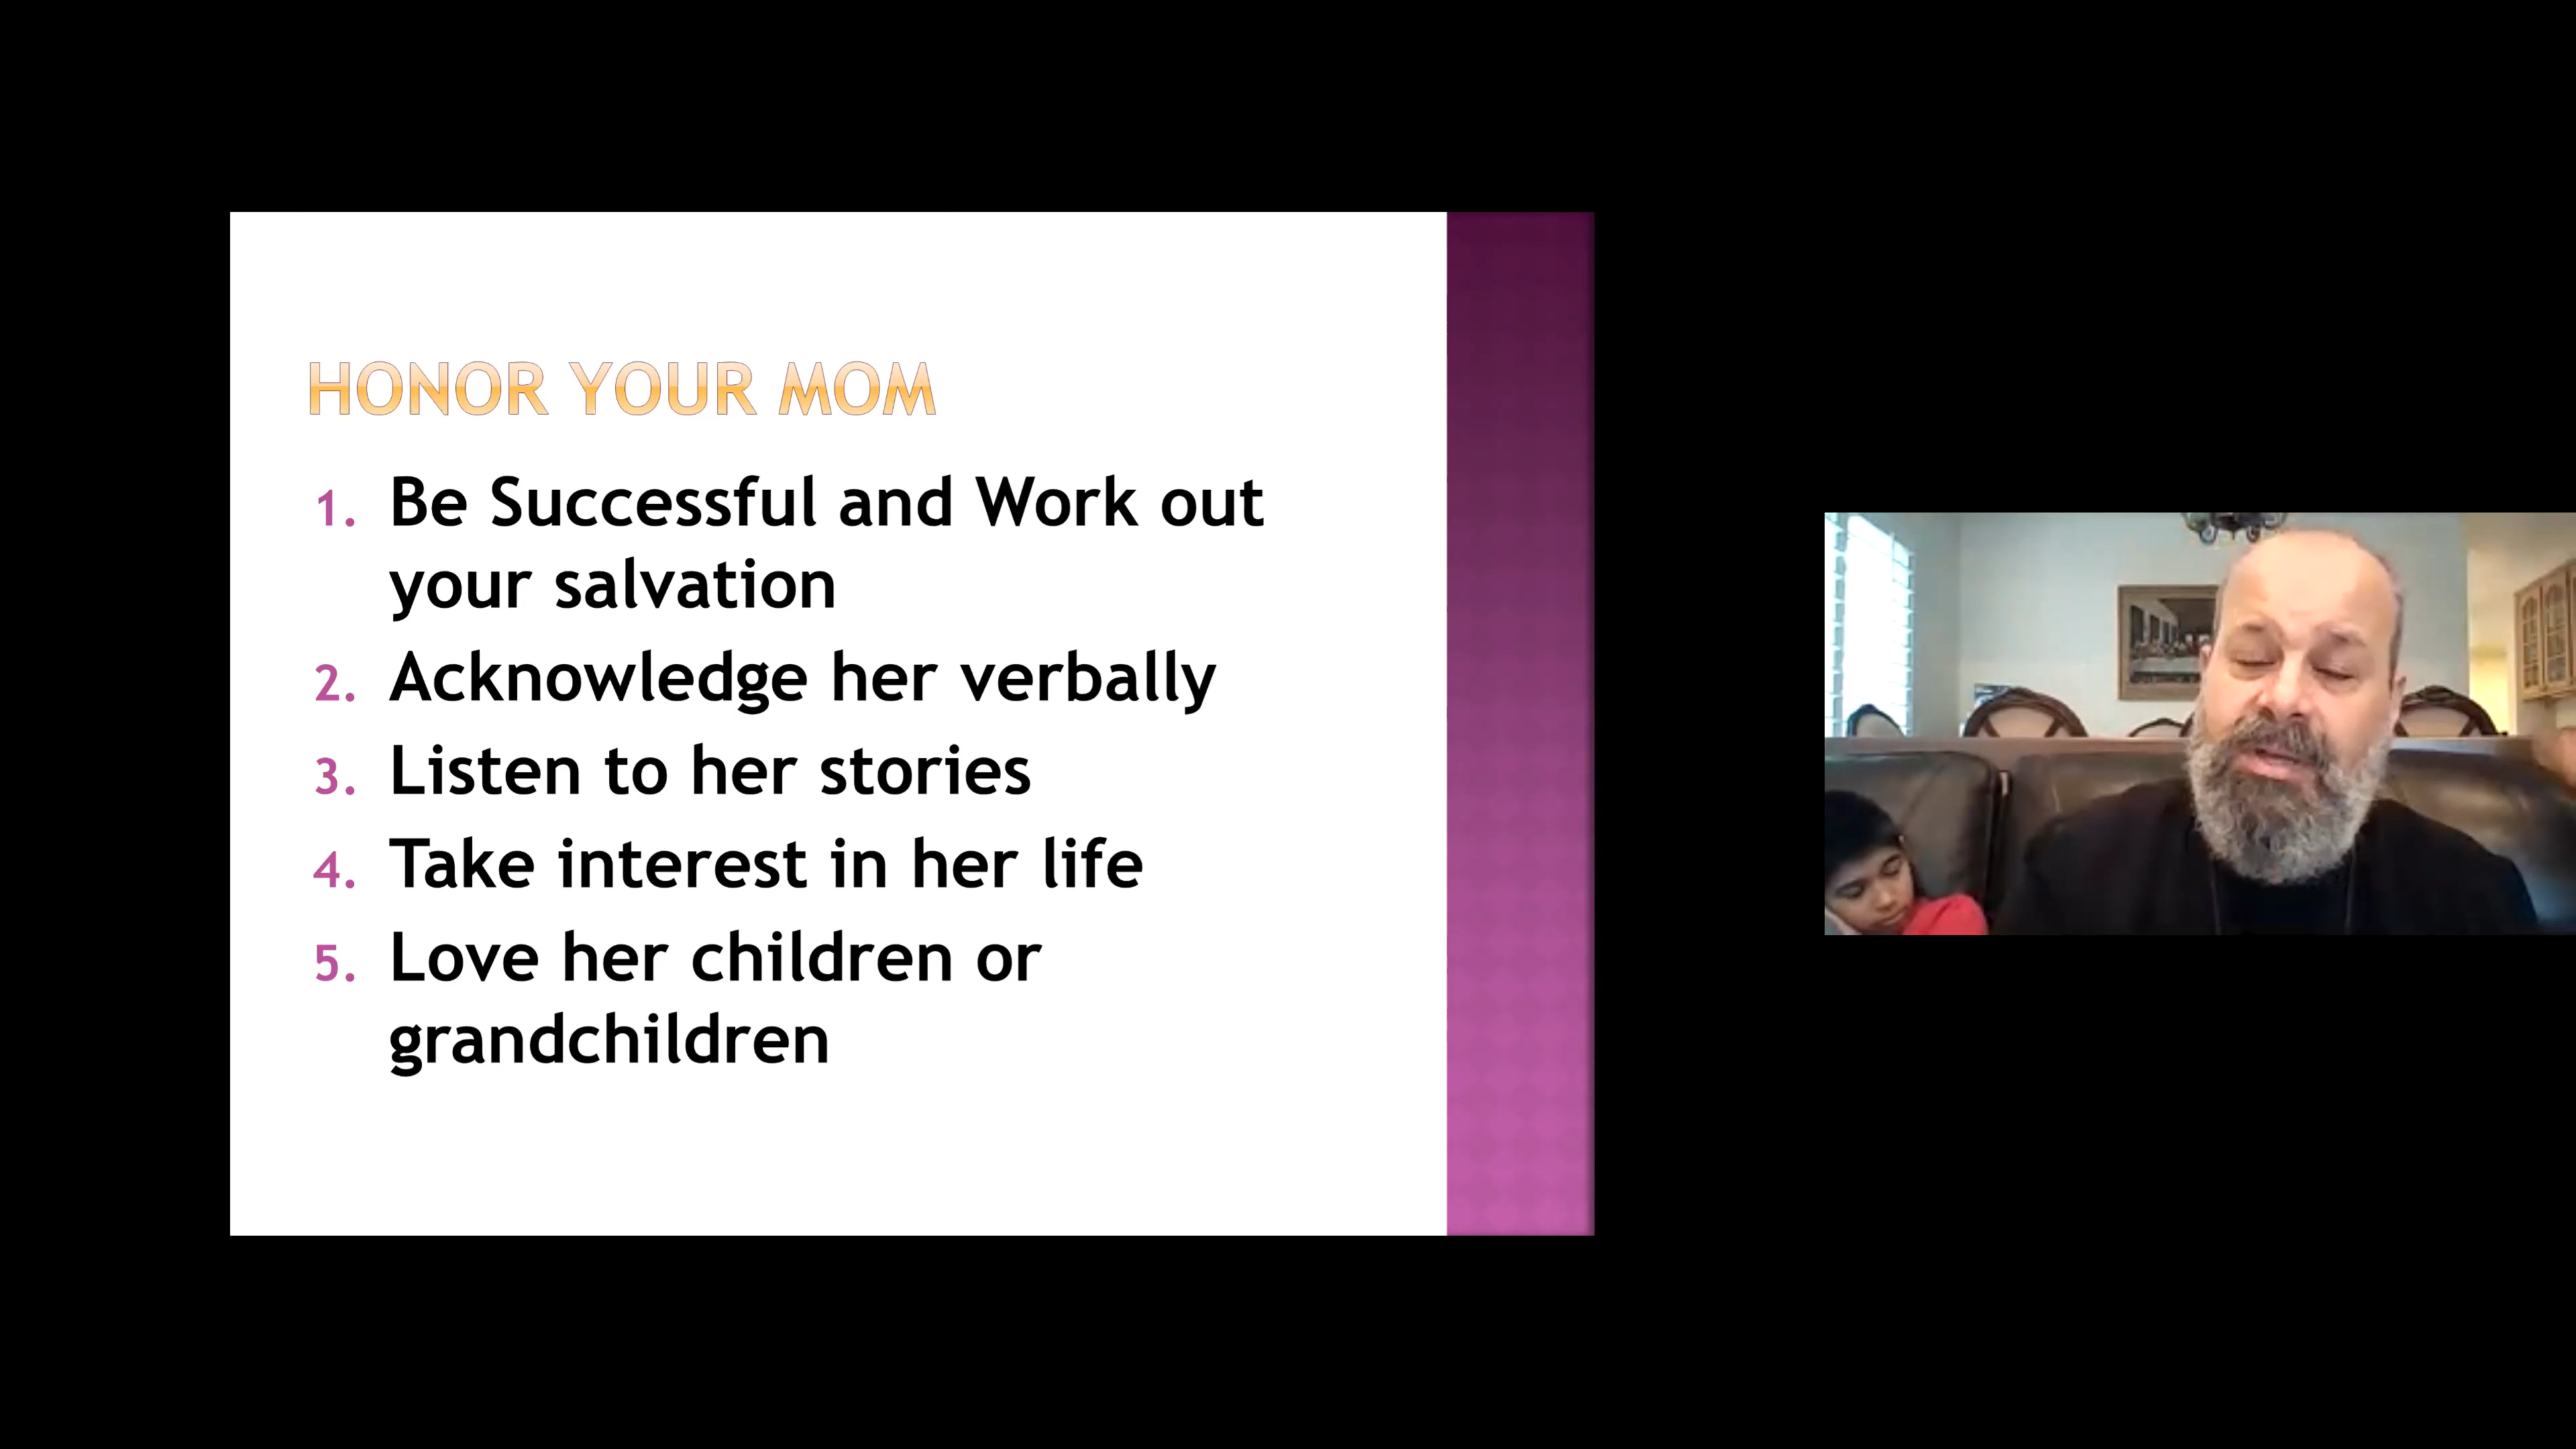 HONOR YOUR MOM
1. Be Successful and Work out
your salvation
2. Acknowledge her verbally
3. Listen to her stories
4. Take interest in her life
5. Love her children or
grandchildren